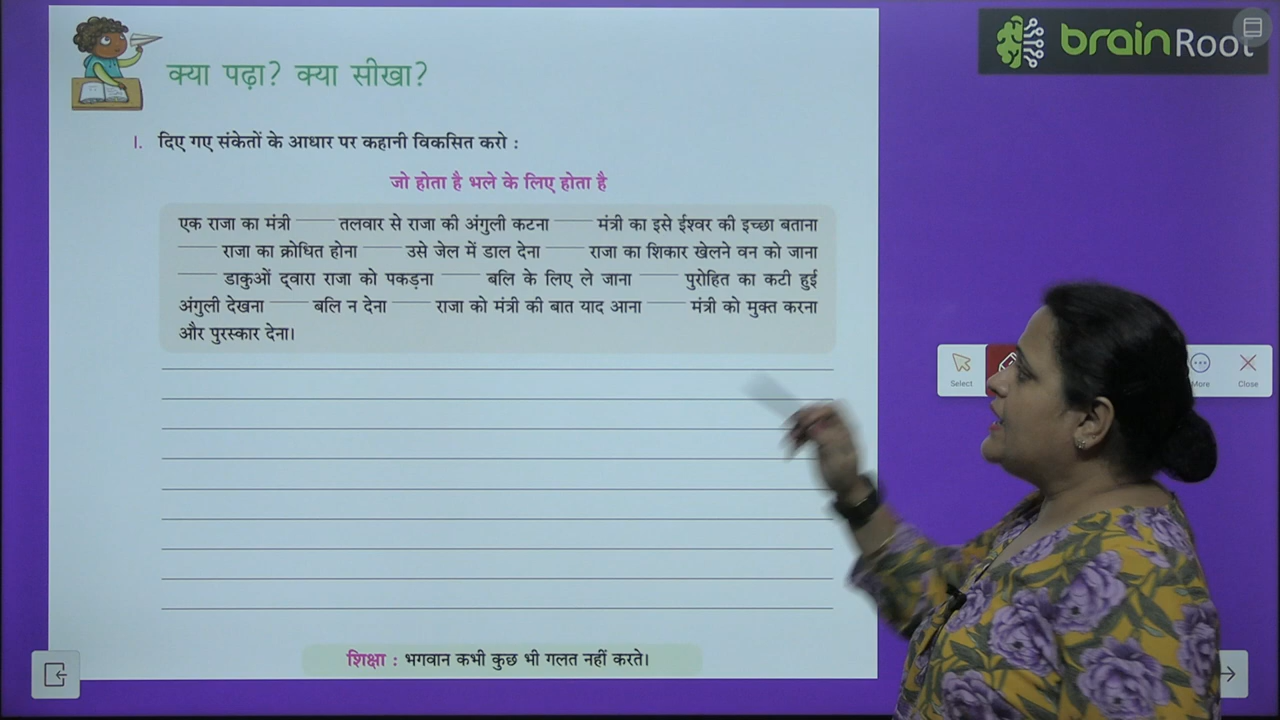 brainRoot
क्या पढ़ा? क्या सीखा?
I. दिए गए संकेतों के आधार पर कहानी विकसित करो :
जो होता है भले के लिए होता है
एक राजा का मंत्री —— तलवार से राजा की अंगुली कटना —— मंत्री का इसे ईश्वर की इच्छा बताना
—— राजा का क्रोधित होना —— उसे जेल में डाल देना —— राजा का शिकार खेलने वन को जाना
—— डाकुओं द्वारा राजा को पकड़ना —— बलि के लिए ले जाना —— पुरोहित का कटी हुई
अंगुली देखना —— बलि न देना —— राजा को मंत्री की बात याद आना —— मंत्री को मुक्त करना
और पुरस्कार देना।
Select
More
Close
शिक्षा : भगवान कभी कुछ भी गलत नहीं करते।